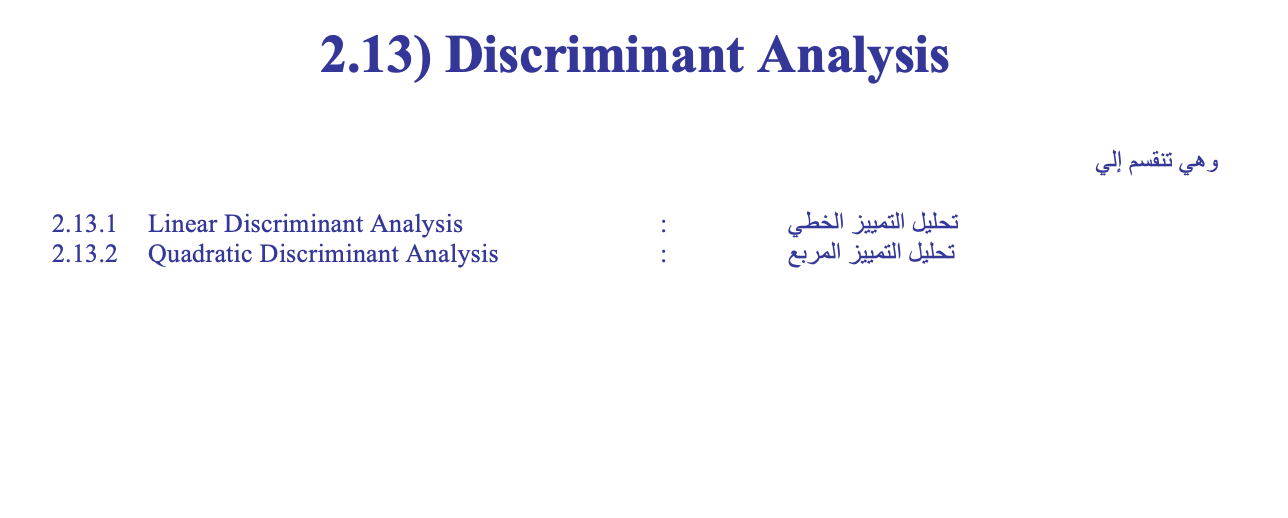 2.13) Discriminant Analysis
وهي تنقسم إلي
2.13.1 Linear Discriminant Analysis : تحليل التمييز الخطي
2.13.2 Quadratic Discriminant Analysis : تحليل التمييز المربع